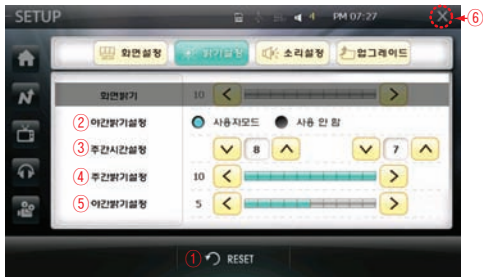 SETUP
4 PM 07:27
⑥
화면설정 밝기설정 소리설정 업그레이드
화면밝기 10
② 야간밝기설정 사용자모드 사용 안 함
③ 주간시간설정 8 7
④ 주간밝기설정 10
⑤ 야간밝기설정 5
① RESET